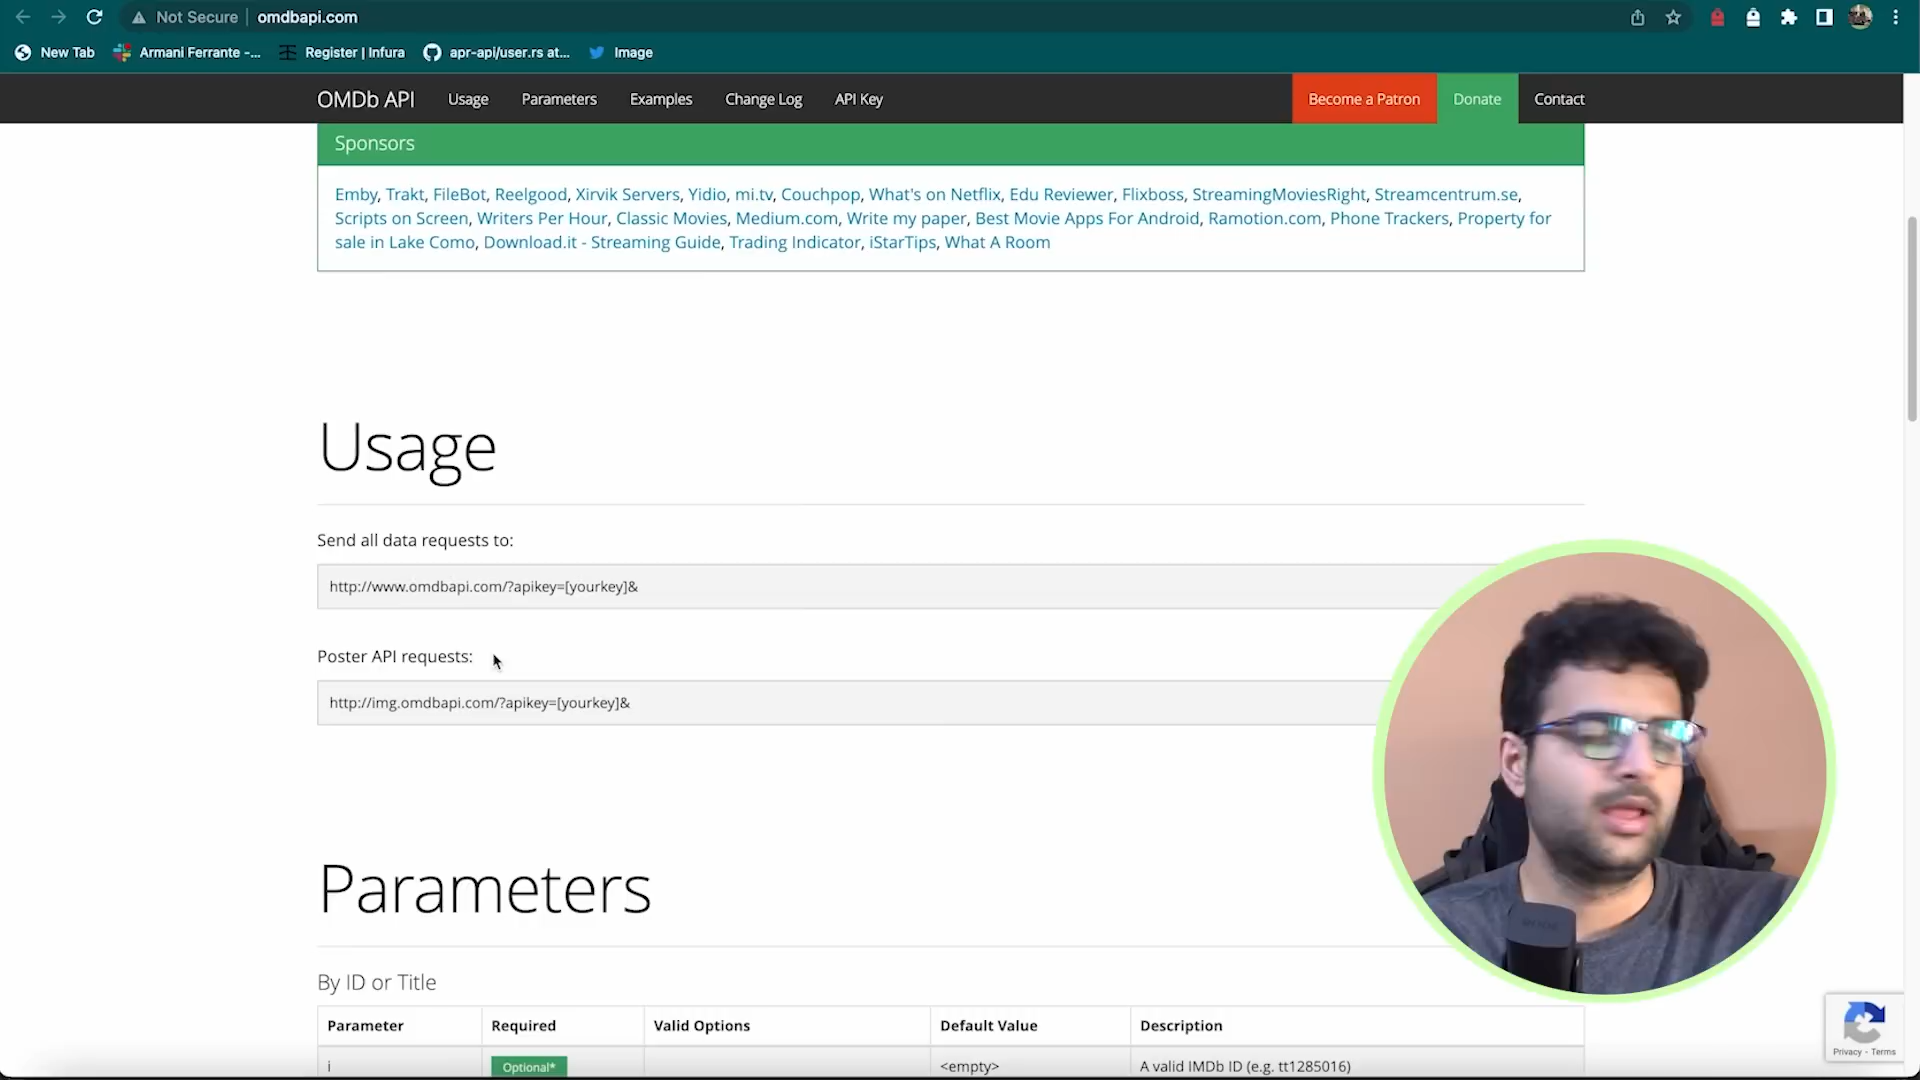 Not Secure omdbapi.com
New Tab Armani Ferrante -... Register | Infura apr-api/user.rs at... Image
OMDb API Usage Parameters Examples Change Log API Key Become a Patron Donate Contact
Sponsors
Emby, Trakt, FileBot, Reelgood, Xirvik Servers, Yidio, mi.tv, Couchpop, What's on Netflix, Edu Reviewer, Flixboss, StreamingMoviesRight, Streamcentrum.se,
Scripts on Screen, Writers Per Hour, Classic Movies, Medium.com, Write my paper, Best Movie Apps For Android, Ramotion.com, Phone Trackers, Property for
sale in Lake Como, Download.it - Streaming Guide, Trading Indicator, iStarTips, What A Room
Usage
Send all data requests to:
http://www.omdbapi.com/?apikey=[yourkey]&
Poster API requests:
http://img.omdbapi.com/?apikey=[yourkey]&
Parameters
By ID or Title
Parameter Required Valid Options Default Value Description
i Optional* <empty> A valid IMDb ID (e.g. tt1285016)
Privacy - Terms